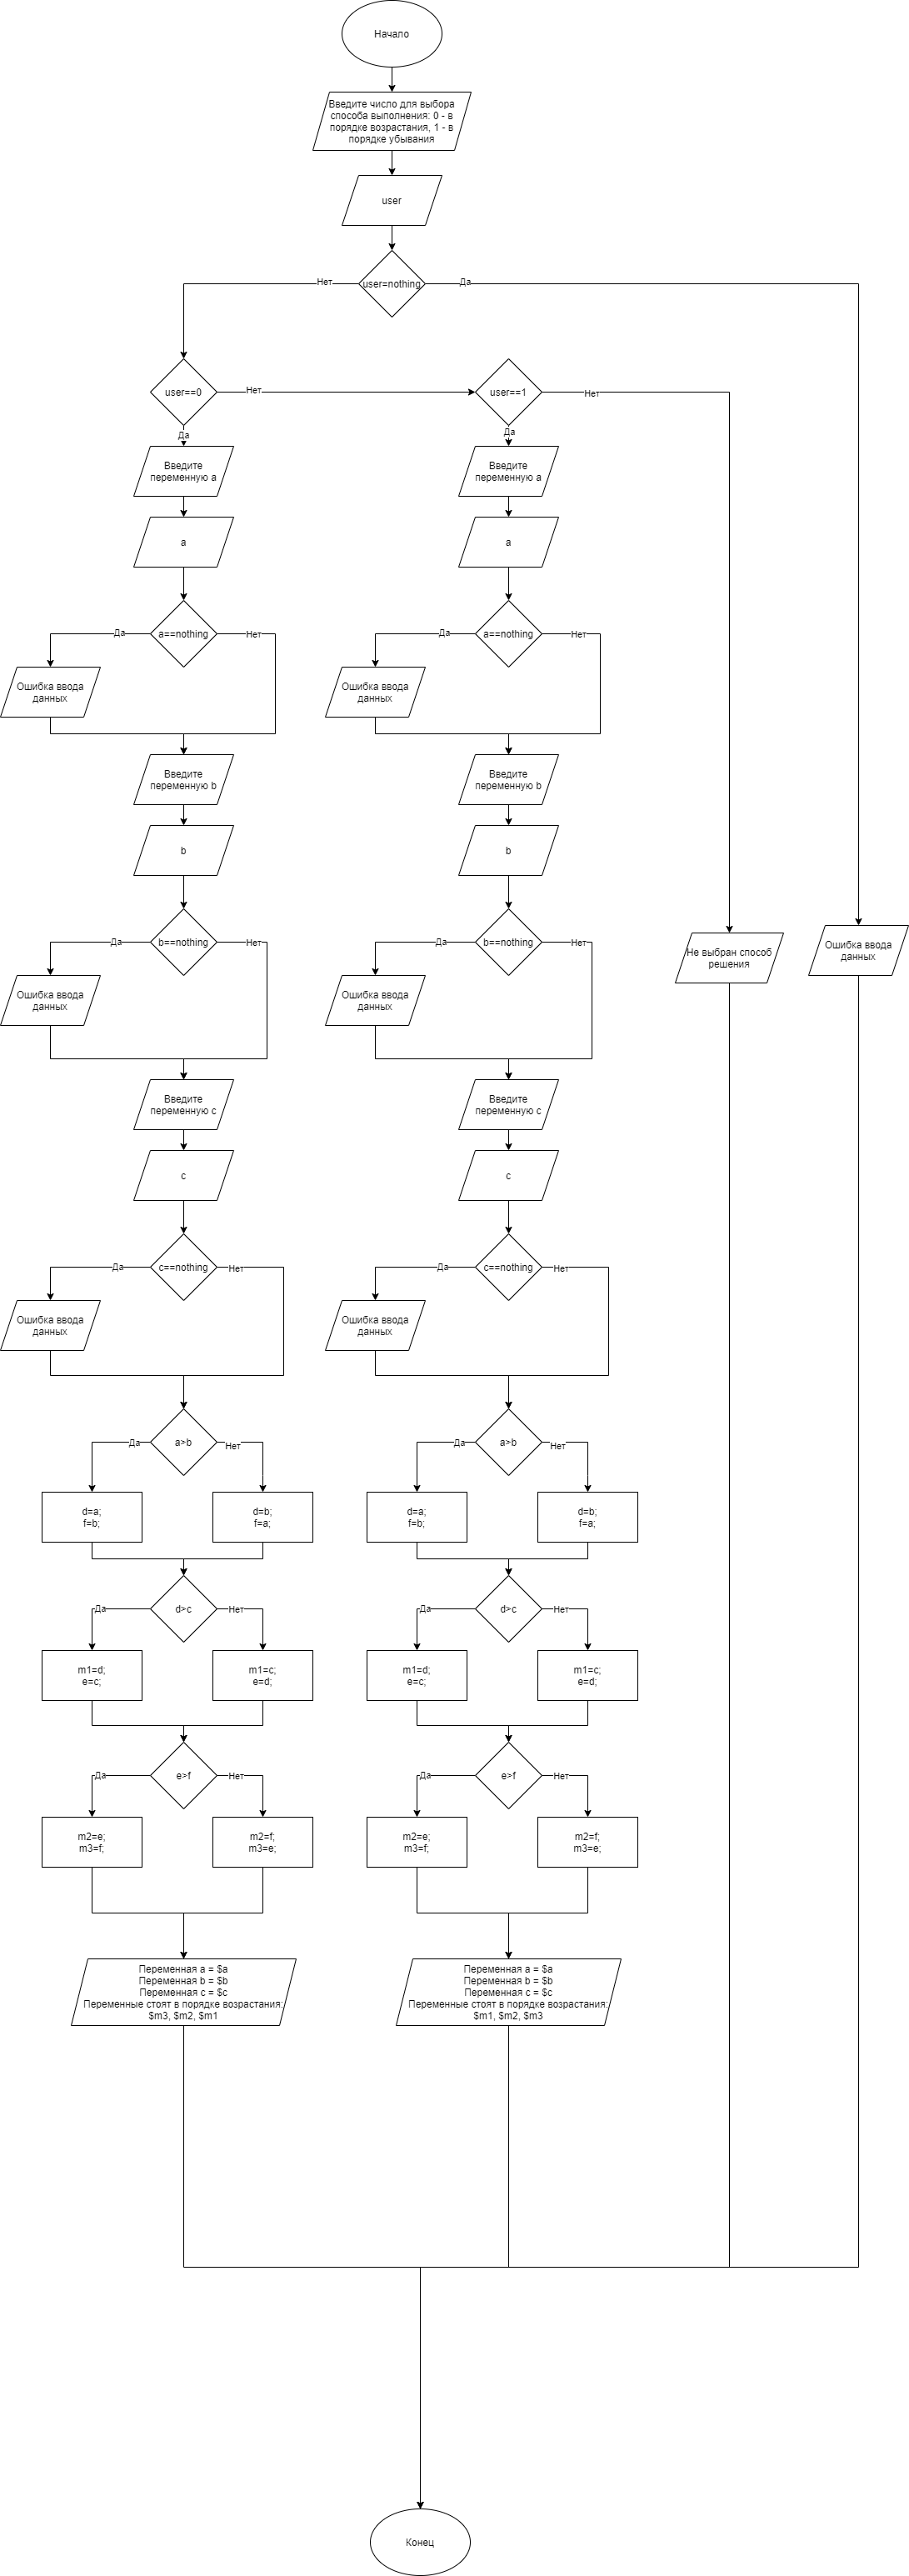 Начало
Введите число для выбора
способа выполнения: 0 - в
порядке возрастания, 1 - в
порядке убывания
user
user=nothing
Нет
Да
user==0
Нет
Да
user==1
Нет
Да
Введите
переменную a
a
a==nothing
Да
Нет
Ошибка ввода
данных
Введите
переменную b
b
b==nothing
Да
Нет
Ошибка ввода
данных
Введите
переменную c
c
c==nothing
Да
Нет
Ошибка ввода
данных
a>b
Да
Нет
d=a;
f=b;
d=b;
f=a;
d>c
Да
Нет
m1=d;
e=c;
m1=c;
e=d;
e>f
Да
Нет
m2=e;
m3=f;
m2=f;
m3=e;
Переменная a = $a
Переменная b = $b
Переменная c = $c
Переменные стоят в порядке возрастания:
$m3, $m2, $m1
Введите
переменную a
a
a==nothing
Да
Нет
Ошибка ввода
данных
Введите
переменную b
b
b==nothing
Да
Нет
Ошибка ввода
данных
Введите
переменную c
c
c==nothing
Да
Нет
Ошибка ввода
данных
a>b
Да
Нет
d=a;
f=b;
d=b;
f=a;
d>c
Да
Нет
m1=d;
e=c;
m1=c;
e=d;
e>f
Да
Нет
m2=e;
m3=f;
m2=f;
m3=e;
Переменная a = $a
Переменная b = $b
Переменная c = $c
Переменные стоят в порядке возрастания:
$m1, $m2, $m3
Не выбран способ
решения
Ошибка ввода
данных
Конец